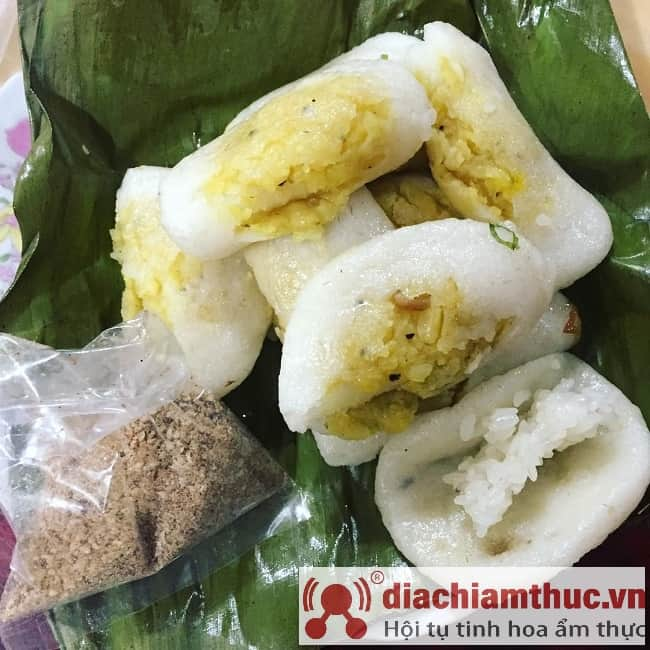 diachiamthuc.vn
Hội tụ tinh hoa ẩm thực
®